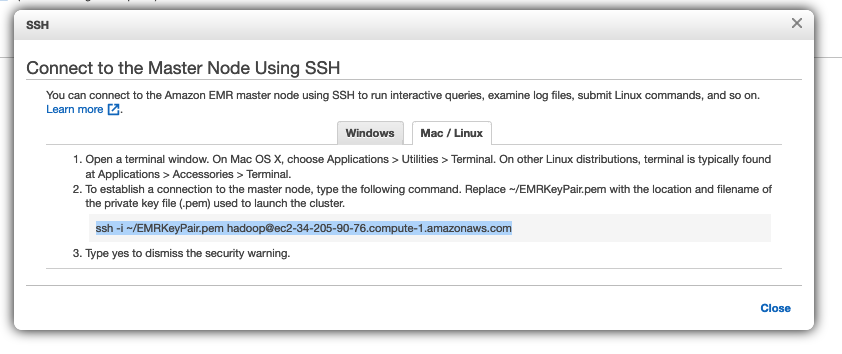 SSH
Connect to the Master Node Using SSH
You can connect to the Amazon EMR master node using SSH to run interactive queries, examine log files, submit Linux commands, and so on.
Learn more .
Windows
Mac / Linux
1. Open a terminal window. On Mac OS X, choose Applications > Utilities > Terminal. On other Linux distributions, terminal is typically found
at Applications > Accessories > Terminal.
2. To establish a connection to the master node, type the following command. Replace ~/EMRKeyPair.pem with the location and filename of
the private key file (.pem) used to launch the cluster.
ssh -i ~/EMRKeyPair.pem hadoop@ec2-34-205-90-76.compute-1.amazonaws.com
3. Type yes to dismiss the security warning.
Close